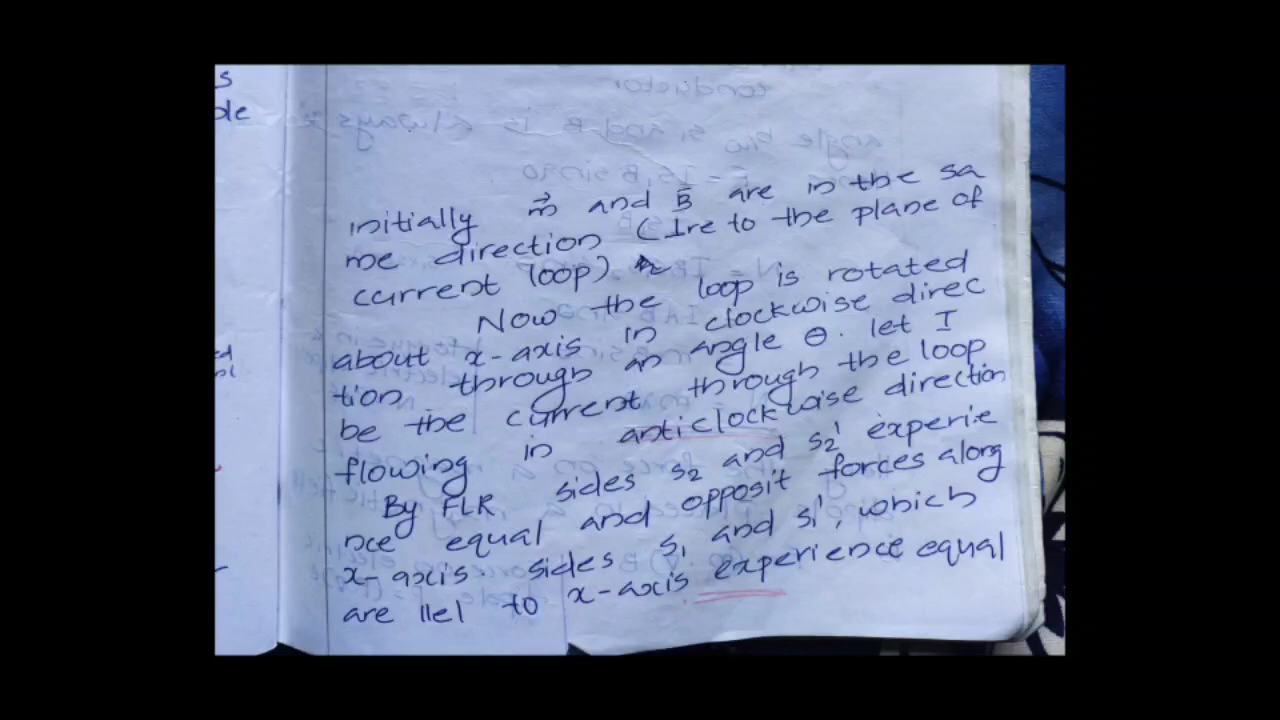 s
ole
initially m⃗ and B̄ are in the sa
me direction (Ire to the plane of
current loop)
Now the loop is rotated
about x-axis in clockwise direc
tion through an angle θ. let I
be the current through the loop
flowing in anticlockwise direction
By FLR sides s₂ and s₂' experie
nce equal and opposit forces along
x-axis. sides s₁ and s₁', which
are llel to x-axis experience equal